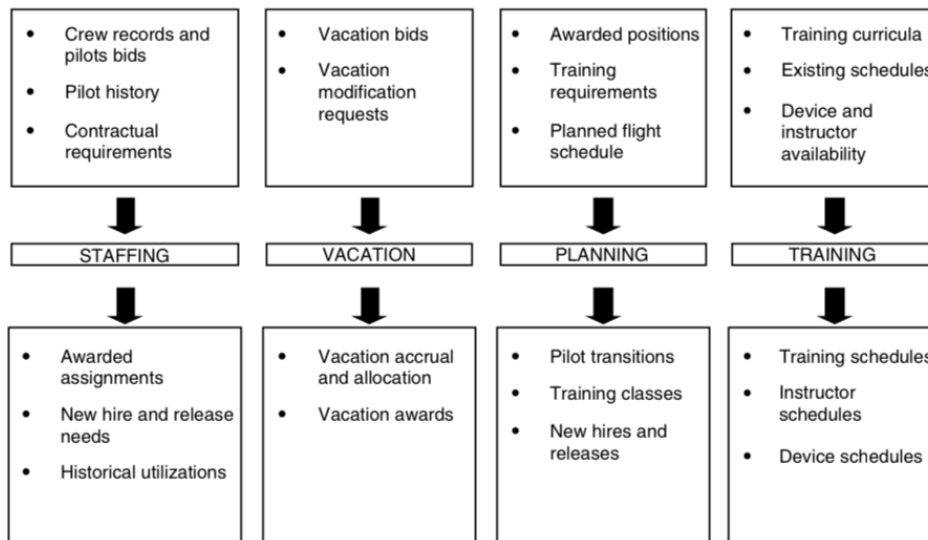 Crew records and
pilots bids
Pilot history
Contractual
requirements
Vacation bids
Vacation
modification
requests
Awarded positions
Training
requirements
Planned flight
schedule
Training curricula
Existing schedules
Device and
instructor
availability
STAFFING
VACATION
PLANNING
TRAINING
Awarded
assignments
New hire and release
needs
Historical utilizations
Vacation accrual
and allocation
Vacation awards
Pilot transitions
Training classes
New hires and
releases
Training schedules
Instructor
schedules
Device schedules